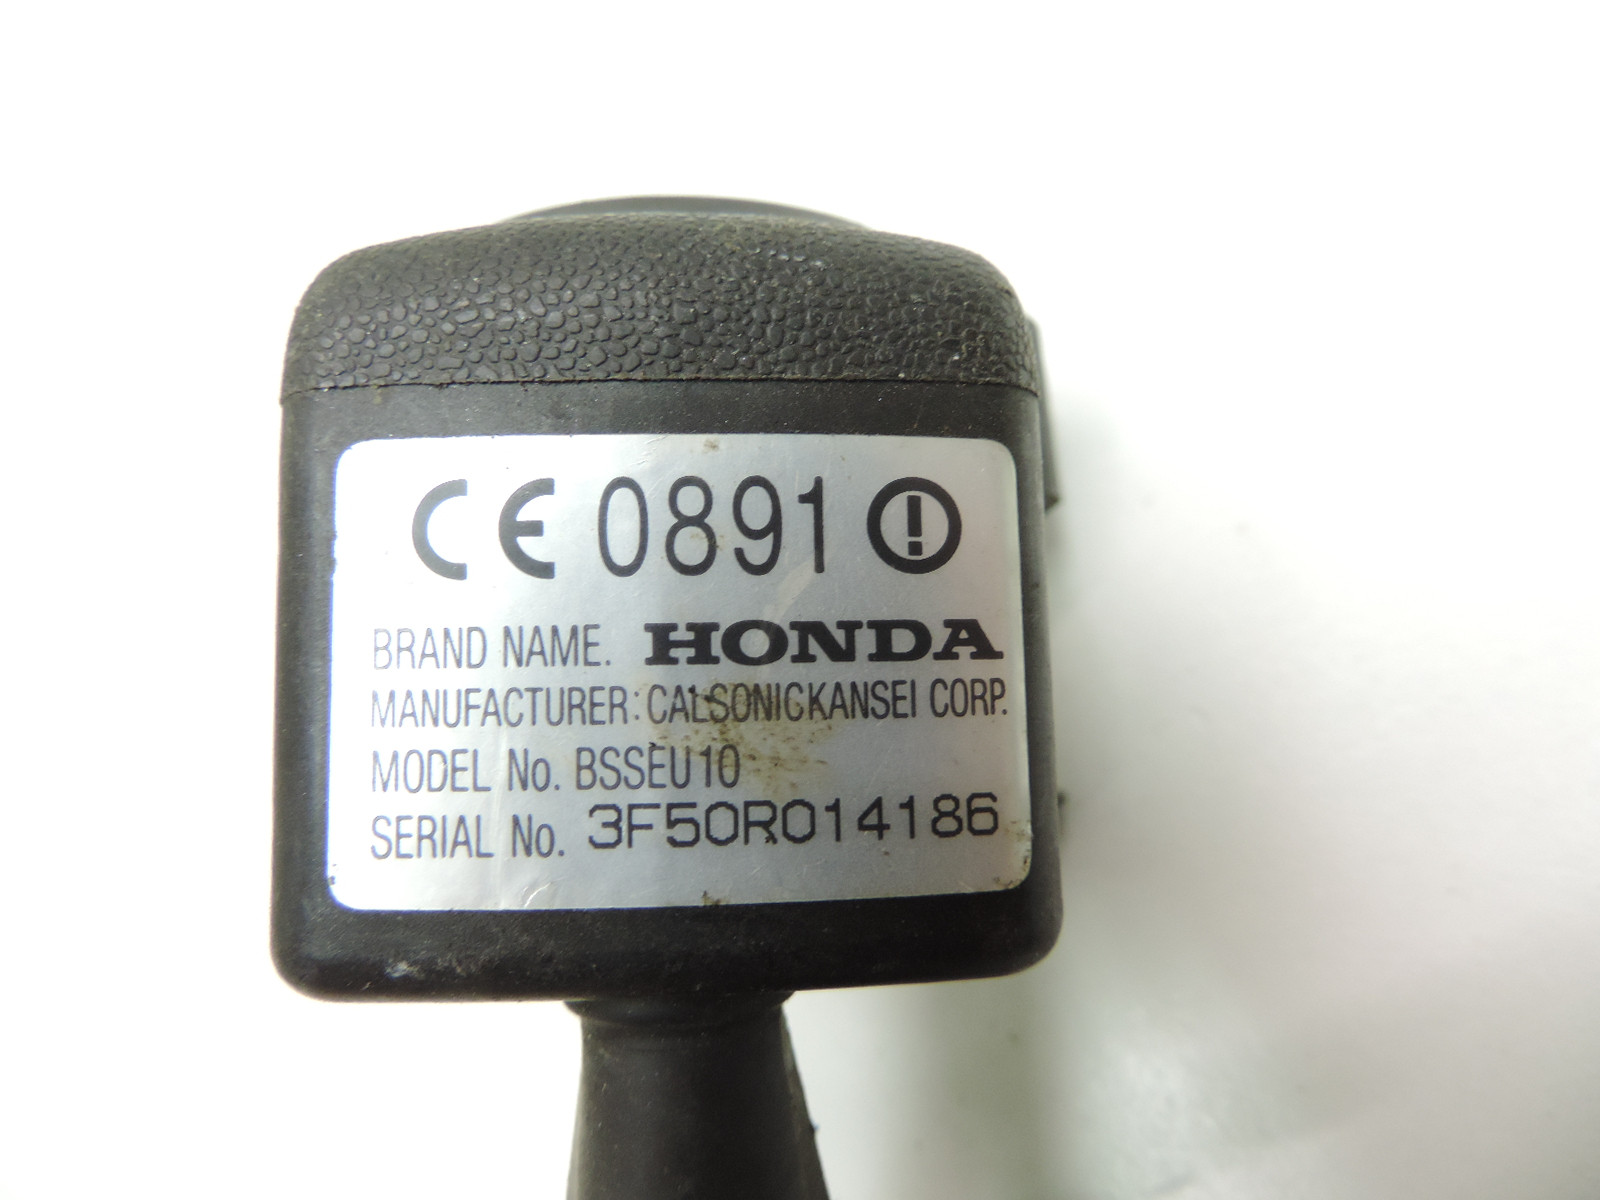 CE 0891
BRAND NAME. HONDA
MANUFACTURER: CALSONICKANSEI CORP.
MODEL No. BSSEU10
SERIAL No. 3F50R014186